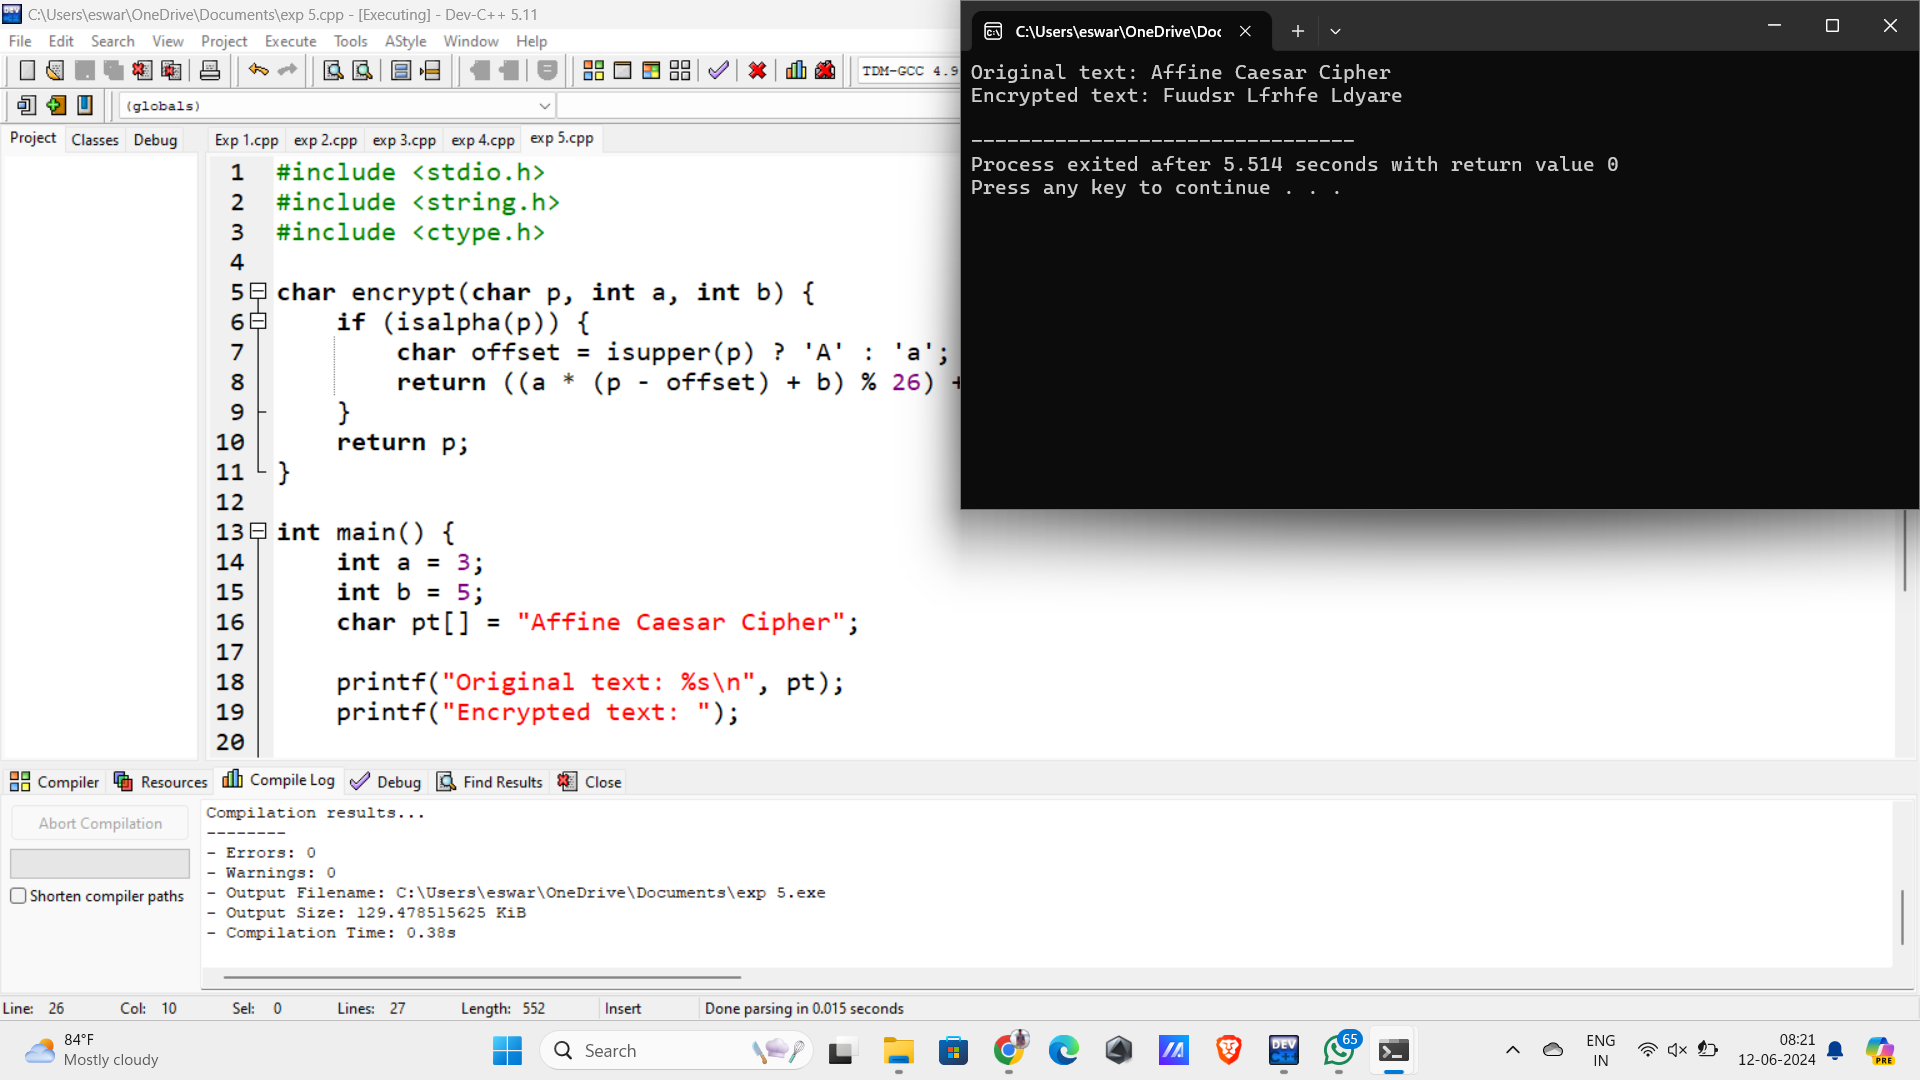 C:\Users\eswar\OneDrive\Documents\exp 5.cpp - [Executing] - Dev-C++ 5.11
File Edit Search View Project Execute Tools AStyle Window Help
TDM-GCC 4.9
(globals)
Project Classes Debug
Exp 1.cpp exp 2.cpp exp 3.cpp exp 4.cpp exp 5.cpp
1 #include <stdio.h>
2 #include <string.h>
3 #include <ctype.h>
4
5 char encrypt(char p, int a, int b) {
6 if (isalpha(p)) {
7 char offset = isupper(p) ? 'A' : 'a';
8 return ((a * (p - offset) + b) % 26) +
9 }
10 return p;
11 }
12
13 int main() {
14 int a = 3;
15 int b = 5;
16 char pt[] = "Affine Caesar Cipher";
17
18 printf("Original text: %s\n", pt);
19 printf("Encrypted text: ");
20
C:\Users\eswar\OneDrive\Doc
Original text: Affine Caesar Cipher
Encrypted text: Fuudsr Lfrhfe Ldyare
--------------------------------
Process exited after 5.514 seconds with return value 0
Press any key to continue . . .
Compiler Resources Compile Log Debug Find Results Close
Abort Compilation
Shorten compiler paths
Compilation results...
--------
- Errors: 0
- Warnings: 0
- Output Filename: C:\Users\eswar\OneDrive\Documents\exp 5.exe
- Output Size: 129.478515625 KiB
- Compilation Time: 0.38s
Line: 26 Col: 10 Sel: 0 Lines: 27 Length: 552 Insert Done parsing in 0.015 seconds
84°F
Mostly cloudy
Search
DEV
65
ENG
IN
08:21
12-06-2024
PRE